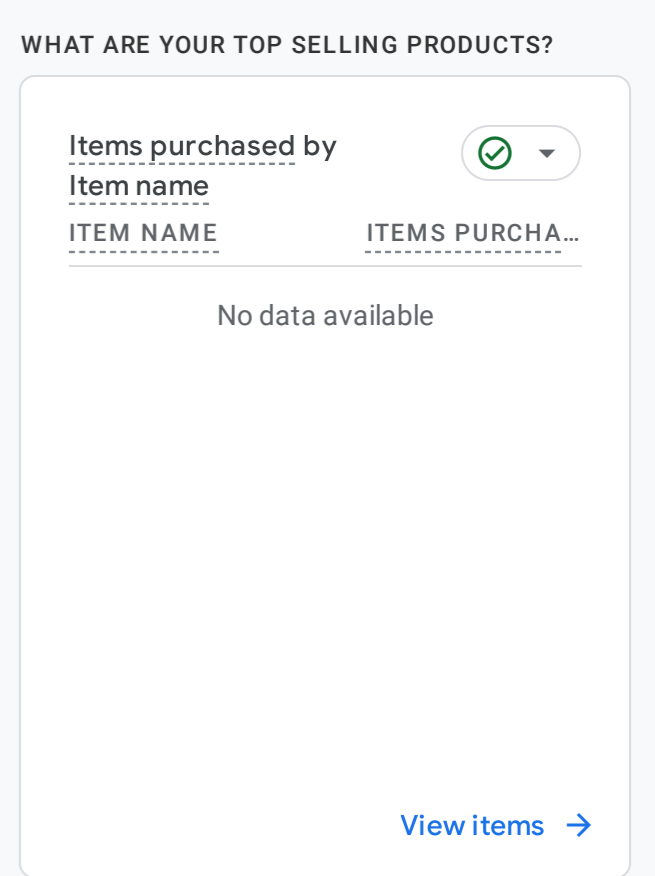 WHAT ARE YOUR TOP SELLING PRODUCTS?
Items purchased by
Item name
ITEM NAME ITEMS PURCHA...
No data available
View items